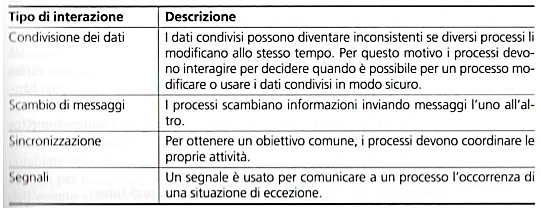 Tipo di interazione Descrizione
Condivisione dei dati I dati condivisi possono diventare inconsistenti se diversi processi li
modificano allo stesso tempo. Per questo motivo i processi devo-
no interagire per decidere quando è possibile per un processo mo-
dificare o usare i dati condivisi in modo sicuro.
Scambio di messaggi I processi scambiano informazioni inviando messaggi l'uno all'al-
tro.
Sincronizzazione Per ottenere un obiettivo comune, i processi devono coordinare le
proprie attività.
Segnali Un segnale è usato per comunicare a un processo l'occorrenza di
una situazione di eccezione.